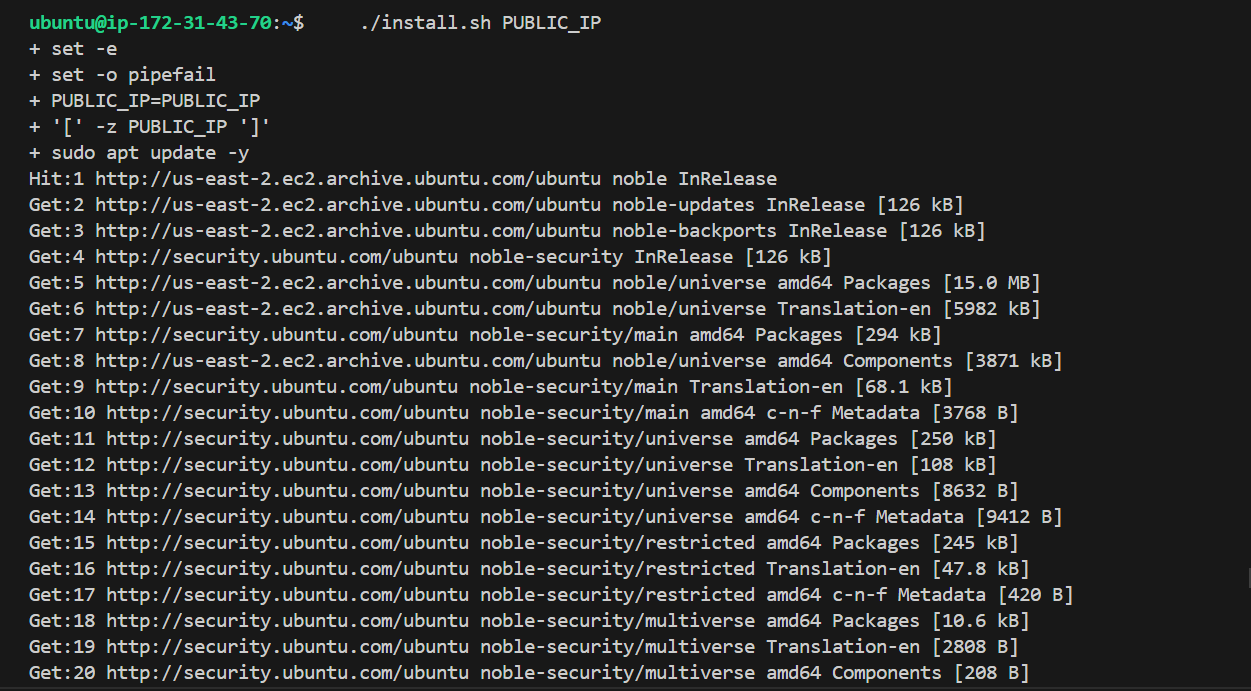 ubuntu@ip-172-31-43-70:~$     ./install.sh PUBLIC_IP
+ set -e
+ set -o pipefail
+ PUBLIC_IP=PUBLIC_IP
+ '[' -z PUBLIC_IP ']'
+ sudo apt update -y
Hit:1 http://us-east-2.ec2.archive.ubuntu.com/ubuntu noble InRelease
Get:2 http://us-east-2.ec2.archive.ubuntu.com/ubuntu noble-updates InRelease [126 kB]
Get:3 http://us-east-2.ec2.archive.ubuntu.com/ubuntu noble-backports InRelease [126 kB]
Get:4 http://security.ubuntu.com/ubuntu noble-security InRelease [126 kB]
Get:5 http://us-east-2.ec2.archive.ubuntu.com/ubuntu noble/universe amd64 Packages [15.0 MB]
Get:6 http://us-east-2.ec2.archive.ubuntu.com/ubuntu noble/universe Translation-en [5982 kB]
Get:7 http://security.ubuntu.com/ubuntu noble-security/main amd64 Packages [294 kB]
Get:8 http://us-east-2.ec2.archive.ubuntu.com/ubuntu noble/universe amd64 Components [3871 kB]
Get:9 http://security.ubuntu.com/ubuntu noble-security/main Translation-en [68.1 kB]
Get:10 http://security.ubuntu.com/ubuntu noble-security/main amd64 c-n-f Metadata [3768 B]
Get:11 http://security.ubuntu.com/ubuntu noble-security/universe amd64 Packages [250 kB]
Get:12 http://security.ubuntu.com/ubuntu noble-security/universe Translation-en [108 kB]
Get:13 http://security.ubuntu.com/ubuntu noble-security/universe amd64 Components [8632 B]
Get:14 http://security.ubuntu.com/ubuntu noble-security/universe amd64 c-n-f Metadata [9412 B]
Get:15 http://security.ubuntu.com/ubuntu noble-security/restricted amd64 Packages [245 kB]
Get:16 http://security.ubuntu.com/ubuntu noble-security/restricted Translation-en [47.8 kB]
Get:17 http://security.ubuntu.com/ubuntu noble-security/restricted amd64 c-n-f Metadata [420 B]
Get:18 http://security.ubuntu.com/ubuntu noble-security/multiverse amd64 Packages [10.6 kB]
Get:19 http://security.ubuntu.com/ubuntu noble-security/multiverse Translation-en [2808 B]
Get:20 http://security.ubuntu.com/ubuntu noble-security/multiverse amd64 Components [208 B]